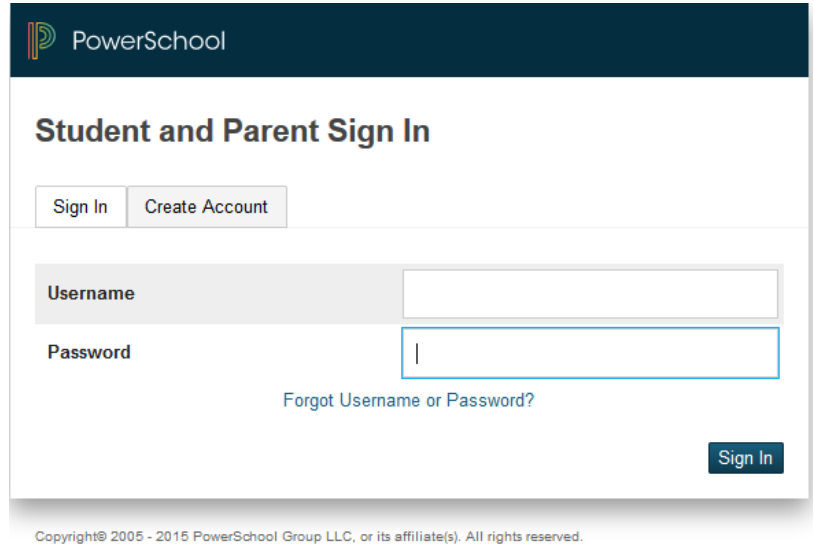 PowerSchool
Student and Parent Sign In
Sign In Create Account
Username
Password
Forgot Username or Password?
Sign In
Copyright© 2005 - 2015 PowerSchool Group LLC, or its affiliate(s). All rights reserved.